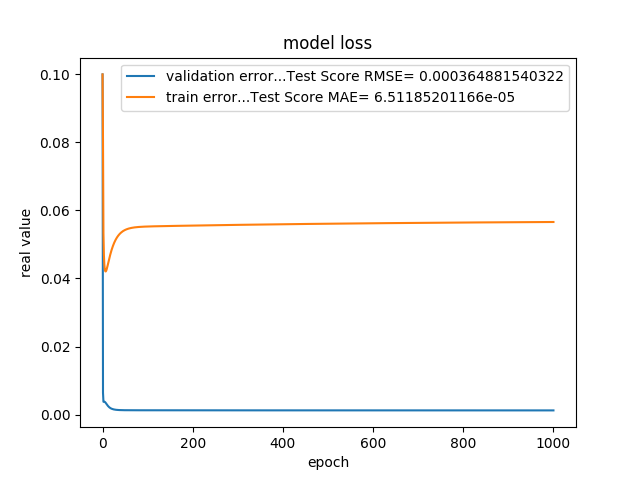 model loss
validation error...Test Score RMSE= 0.000364881540322
train error...Test Score MAE= 6.51185201166e-05
0.10
0.08
0.06
0.04
0.02
0.00
real value
0 200 400 600 800 1000
epoch